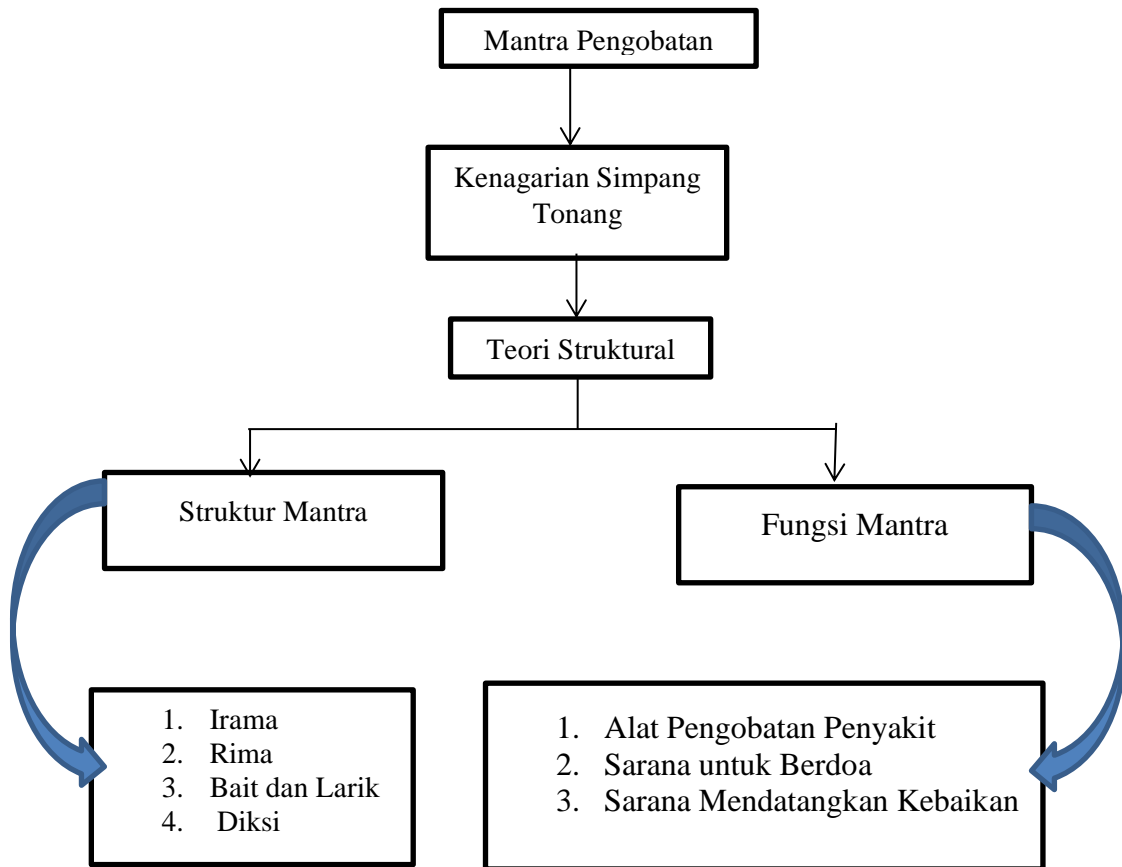 Mantra Pengobatan
Kenagarian Simpang
Tonang
Teori Struktural
Struktur Mantra
Fungsi Mantra
1. Irama
2. Rima
3. Bait dan Larik
4. Diksi
1. Alat Pengobatan Penyakit
2. Sarana untuk Berdoa
3. Sarana Mendatangkan Kebaikan